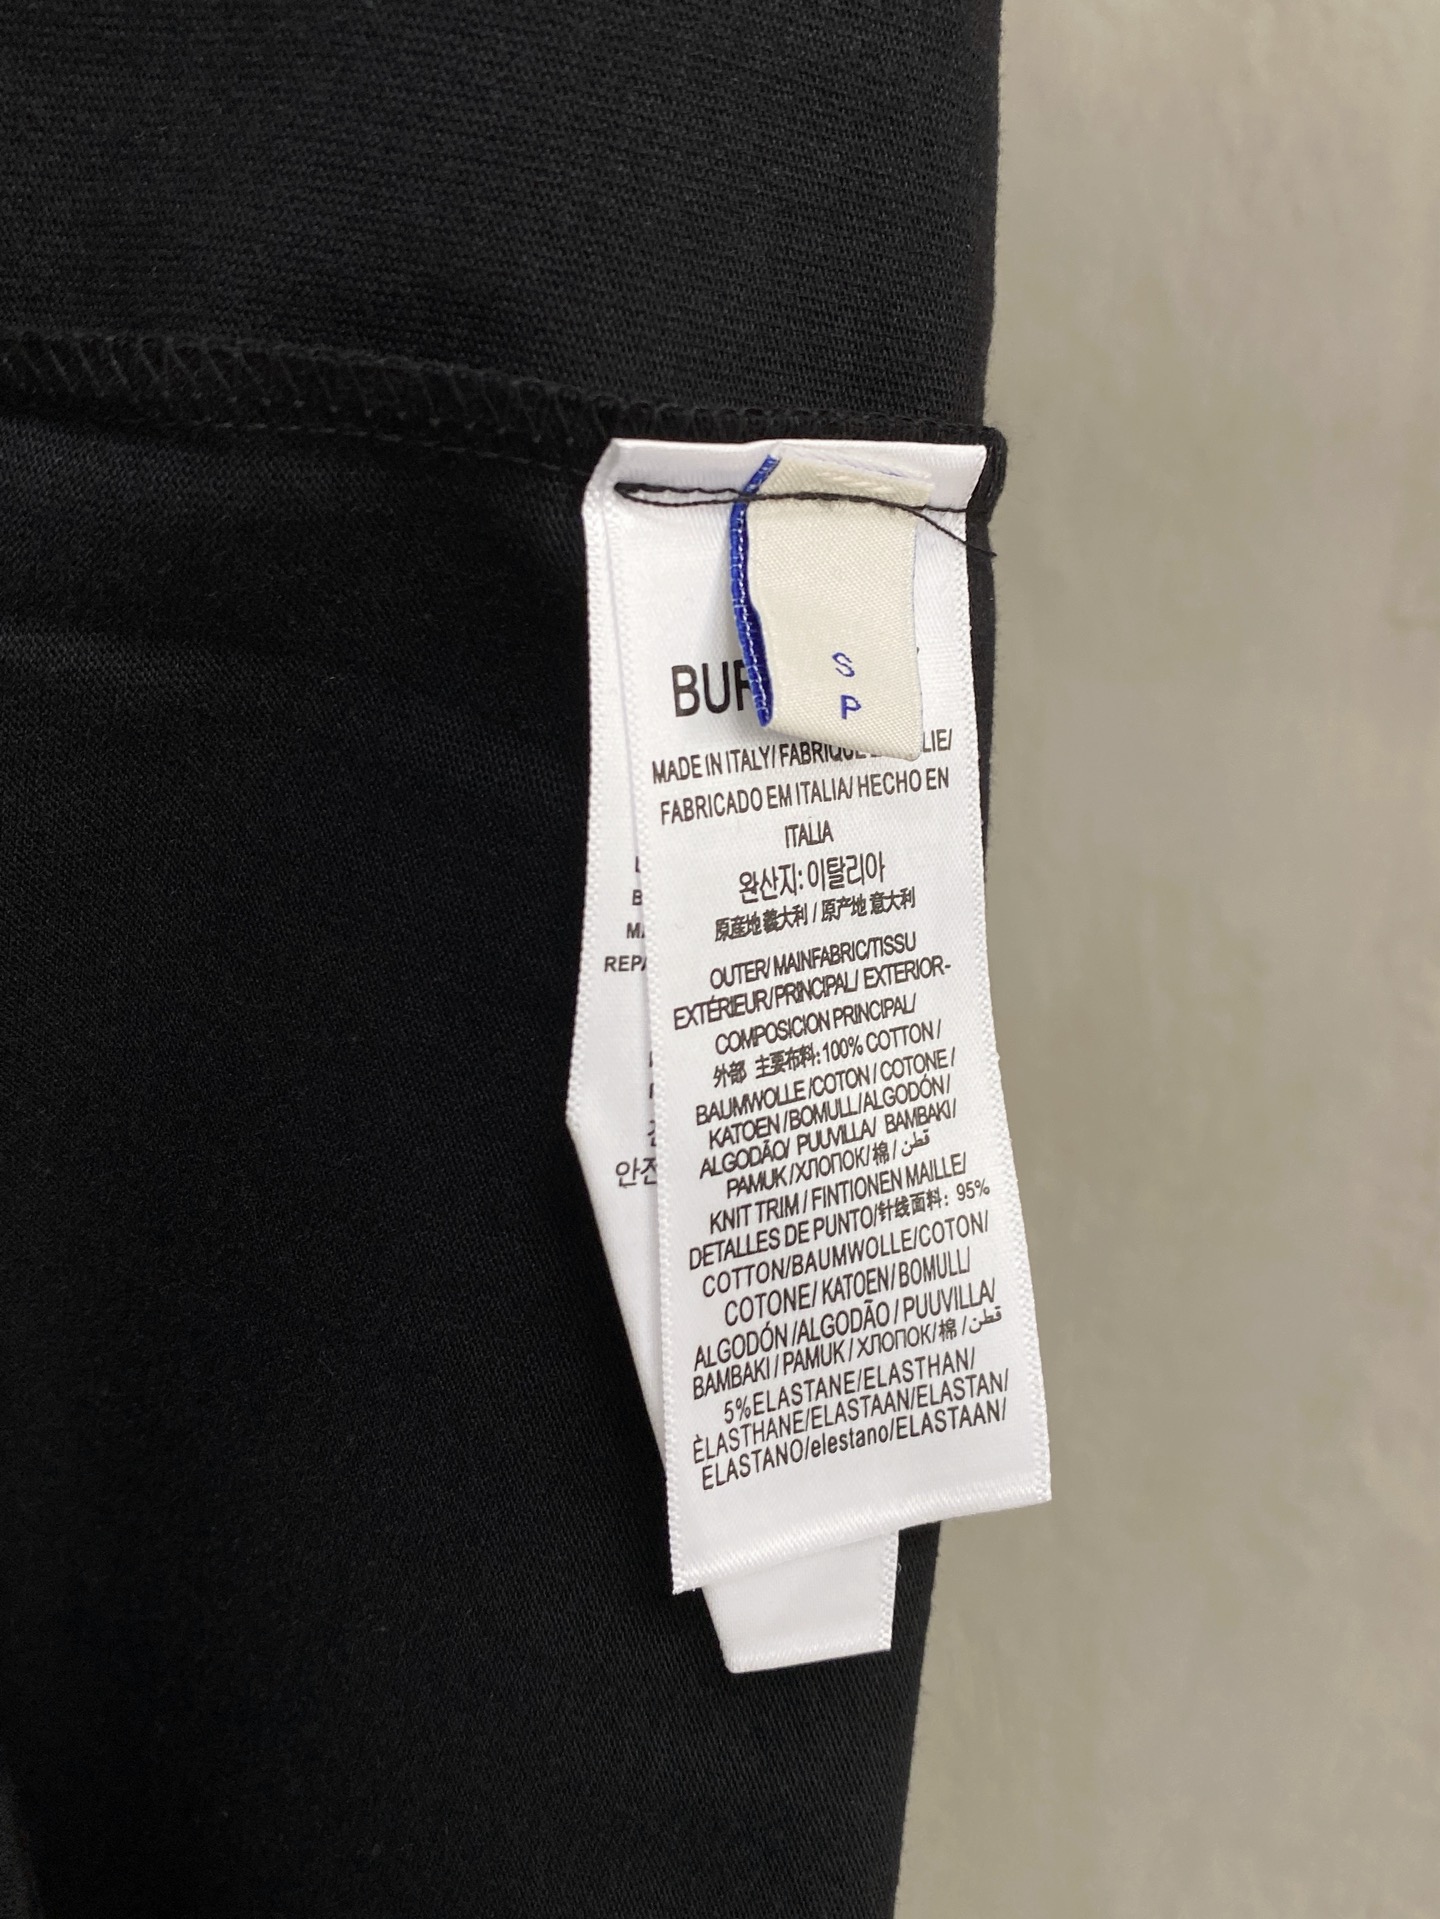 S
P
BUR
MADE IN ITALY/ FABRIQUE LIE/
FABRICADO EM ITALIA/ HECHO EN
ITALIA
완산지: 이탈리아
原産地義大利 / 原产地 意大利
OUTER/ MAINFABRIC/TISSU
EXTÉRIEUR/PRINCIPAL/ EXTERIOR-
COMPOSICION PRINCIPAL/
外部 主要布料:100% COTTON /
BAUMWOLLE /COTON / COTONE /
KATOEN /BOMULL/ALGODÓN/
ALGODÃO/ PUUVILLA/ BAMBAKI/
PAMUK /ХЛОПОК/ 棉 / قطن
KNIT TRIM / FINTIONEN MAILLE/
DETALLES DE PUNTO/针线面料: 95%
COTTON/BAUMWOLLE/COTON/
COTONE/ KATOEN/ BOMULL/
ALGODÓN /ALGODÃO / PUUVILLA/
BAMBAKI / PAMUK / ХЛОПОК/ 棉 / قطن
5%ELASTANE/ELASTHAN/
ÈLASTHANE/ELASTAAN/ELASTAN/
ELASTANO/elestano/ELASTAAN/
B
MA
REPA
안전